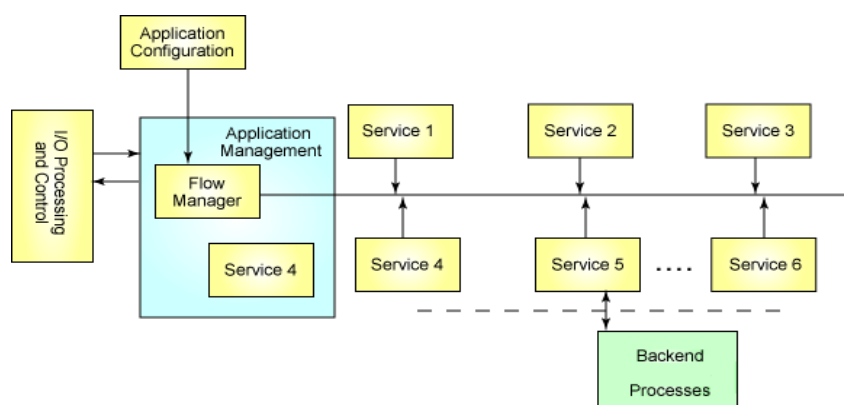 Application
Configuration
I/O Processing
and Control
Application
Management
Flow
Manager
Service 4
Service 1
Service 2
Service 3
Service 4
Service 5
....
Service 6
Backend
Processes